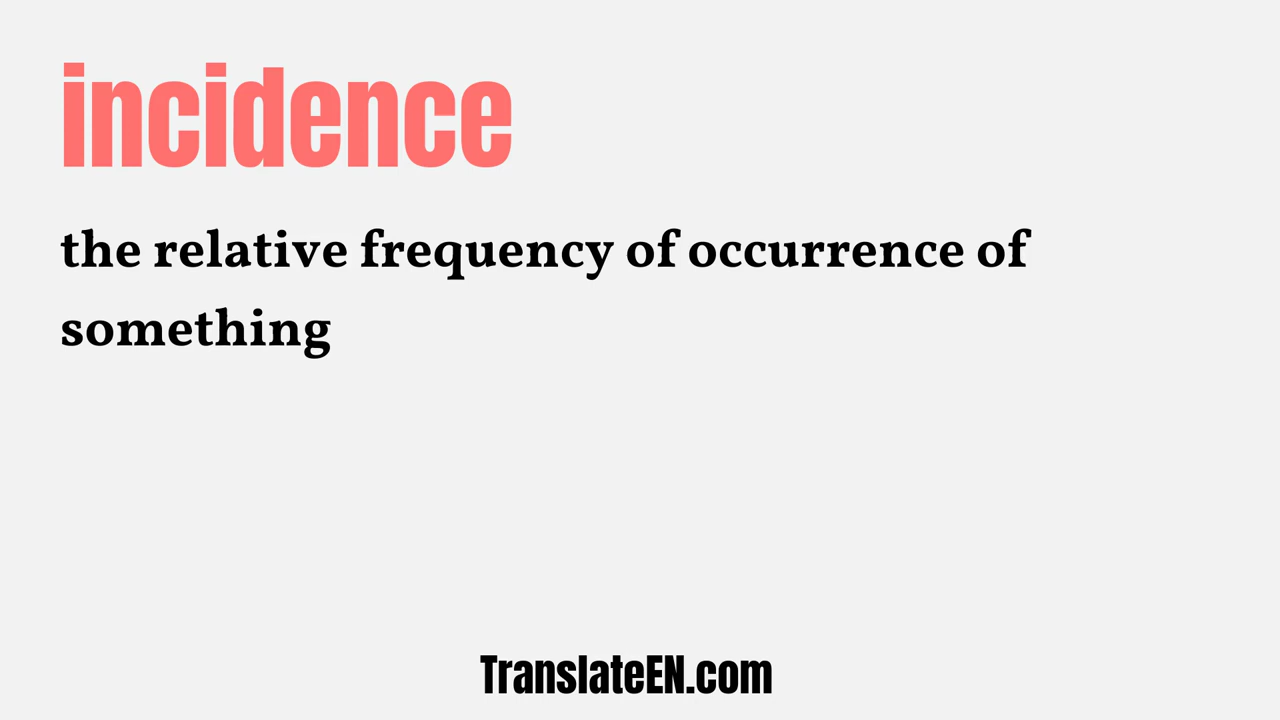 incidence
the relative frequency of occurrence of
something
TranslateEN.com